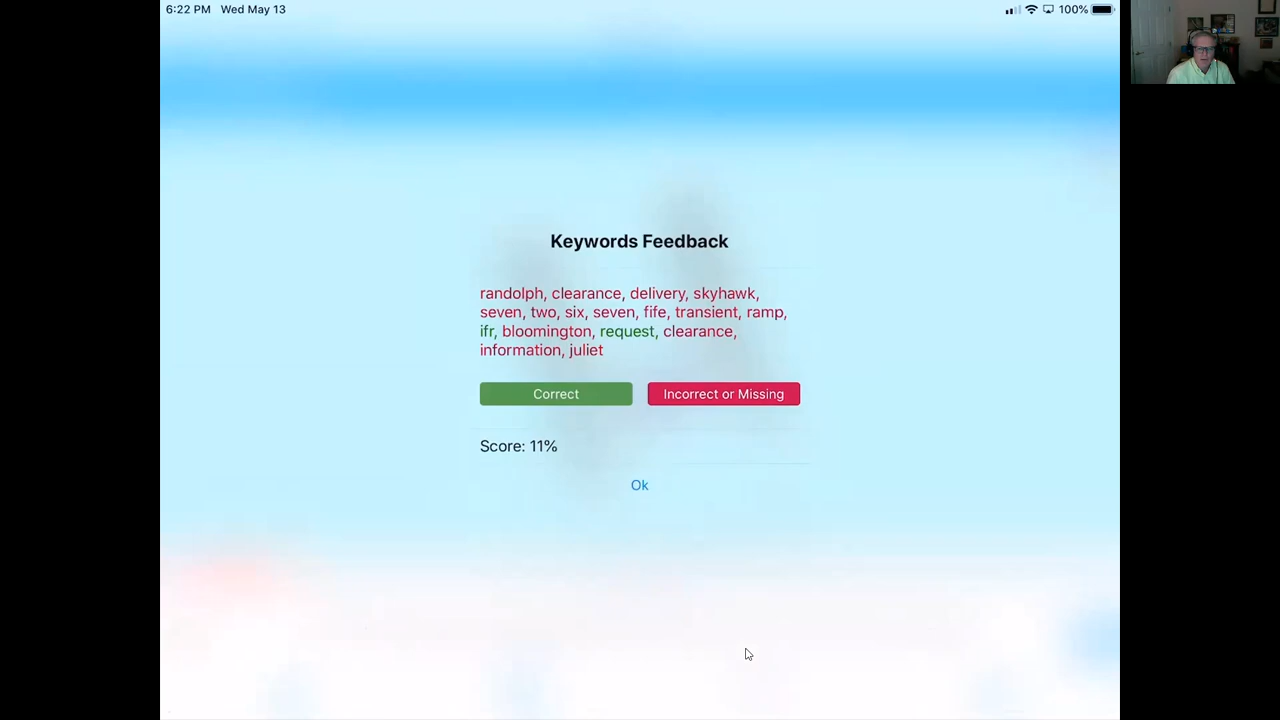 6:22 PM Wed May 13
100%
Keywords Feedback
randolph, clearance, delivery, skyhawk,
seven, two, six, seven, fife, transient, ramp,
ifr, bloomington, request, clearance,
information, juliet
Correct
Incorrect or Missing
Score: 11%
Ok